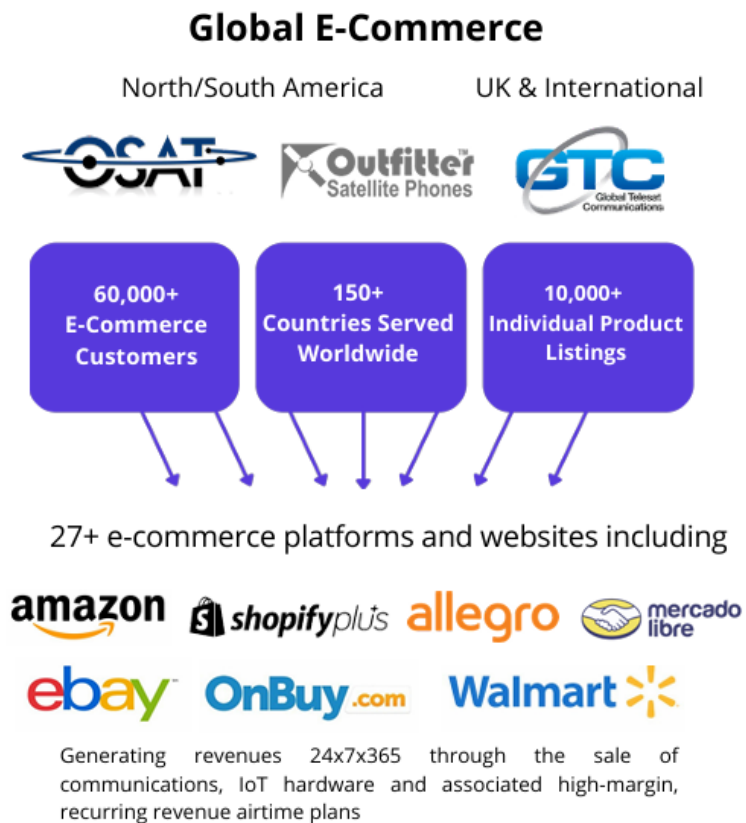 Global E-Commerce
North/South America
UK & International
OSAT
Outfitter™
Satellite Phones
GTC
Global Telesat
Communications
60,000+
E-Commerce
Customers
150+
Countries Served
Worldwide
10,000+
Individual Product
Listings
27+ e-commerce platforms and websites including
amazon
shopifyplus
allegro
mercado
libre
ebay™
OnBuy.com
Walmart
Generating revenues 24x7x365 through the sale of
communications, IoT hardware and associated high-margin,
recurring revenue airtime plans